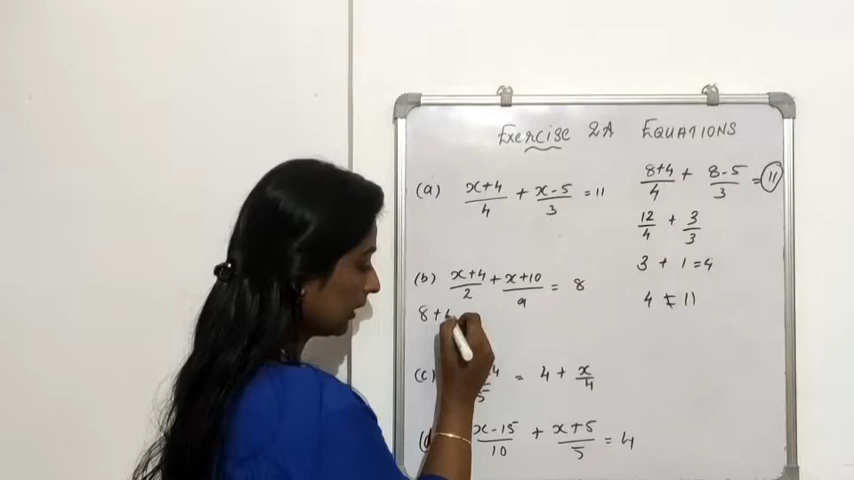 Exercise 2A EQUATIONS
(a) x+4/4 + x-5/3 = 11
8+4/4 + 8-5/3 = 11
12/4 + 3/3
3 + 1 = 4
4 ≠ 11
(b) x+4/2 + x+10/9 = 8
8+
(c) = 4 + x/4
(d) x-15/10 + x+5/5 = 4